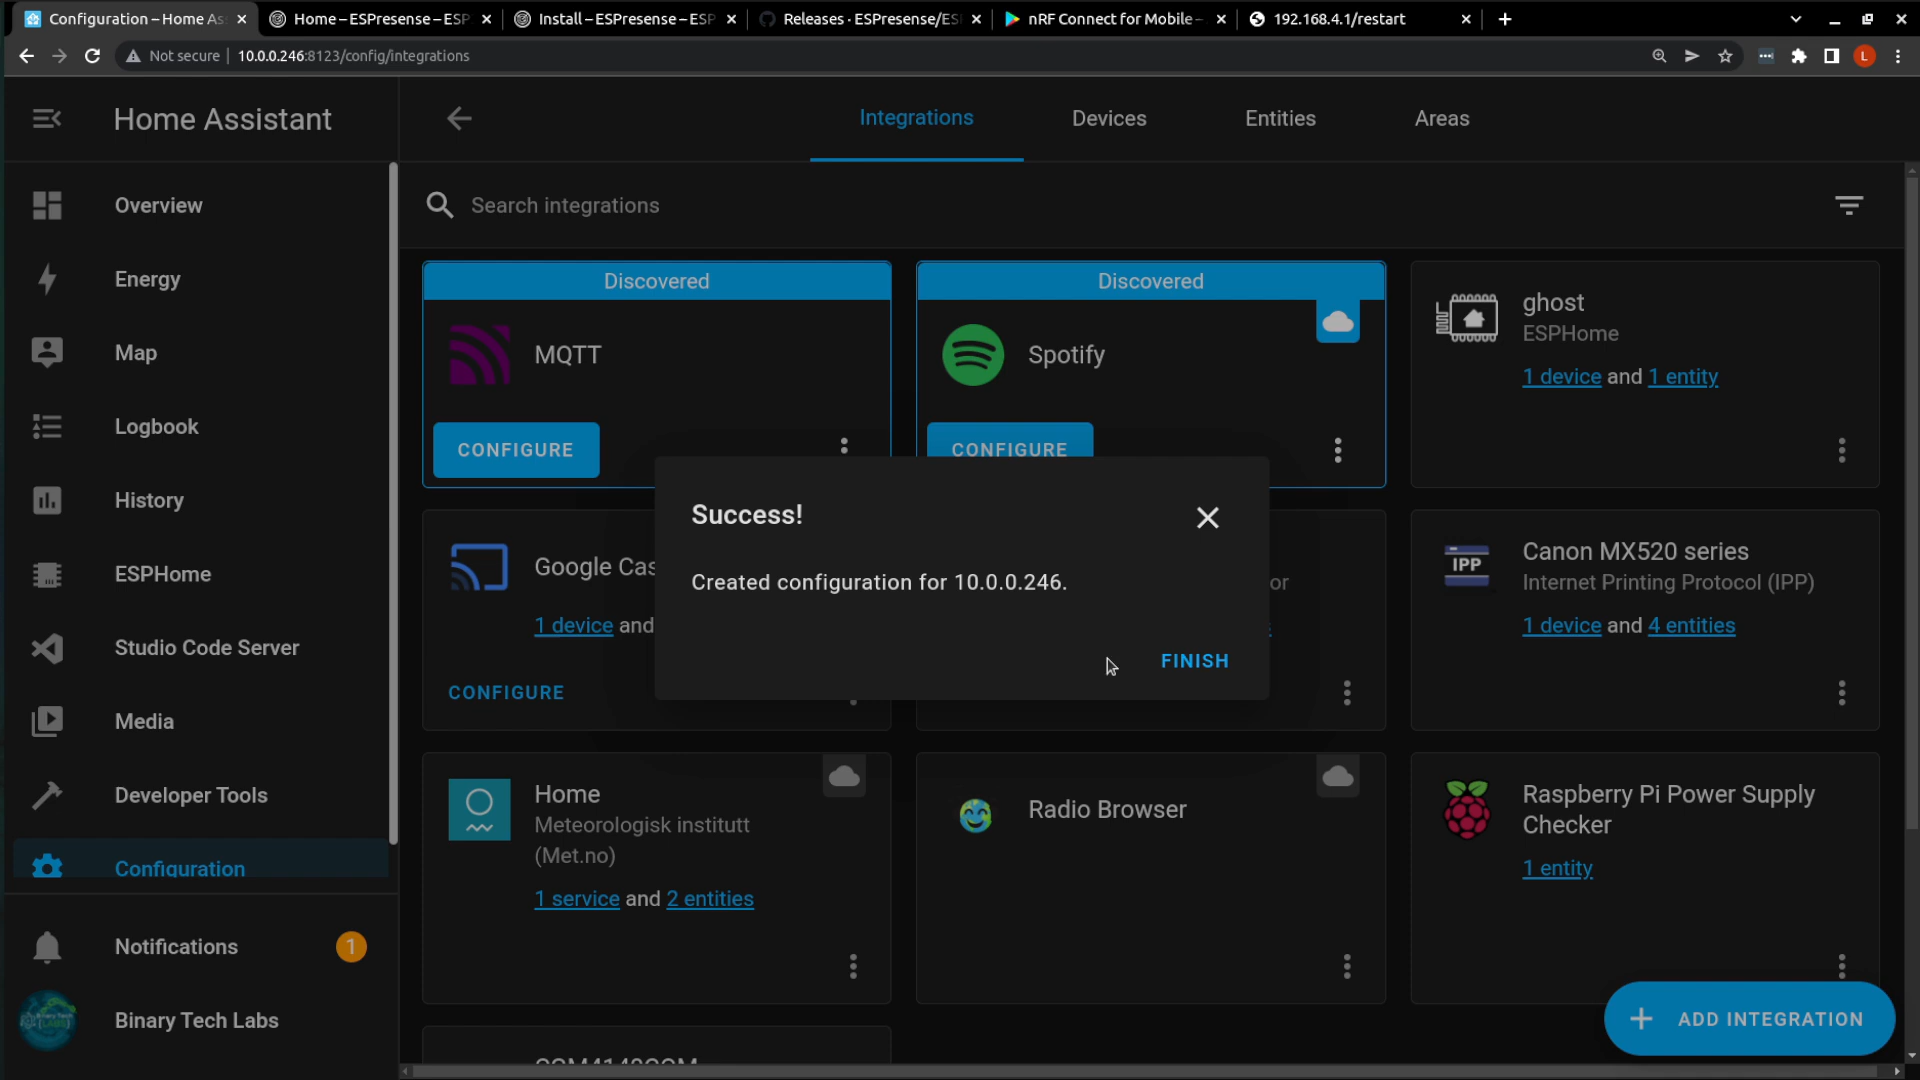 Configuration – Home As
Home – ESPresense – ESP
Install – ESPresense – ESP
Releases · ESPresense/ES
nRF Connect for Mobile –
192.168.4.1/restart
Not secure
10.0.0.246:8123/config/integrations
L
Home Assistant
Integrations
Devices
Entities
Areas
Overview
Energy
Map
Logbook
History
ESPHome
Studio Code Server
Media
Developer Tools
Configuration
Notifications
1
Binary Tech Labs
Search integrations
Discovered
MQTT
CONFIGURE
Discovered
Spotify
CONFIGURE
ghost
ESPHome
1 device and 1 entity
Success!
Created configuration for 10.0.0.246.
FINISH
Google Cas
1 device and
CONFIGURE
or
IPP
Canon MX520 series
Internet Printing Protocol (IPP)
1 device and 4 entities
Home
Meteorologisk institutt
(Met.no)
1 service and 2 entities
Radio Browser
Raspberry Pi Power Supply
Checker
1 entity
ADD INTEGRATION